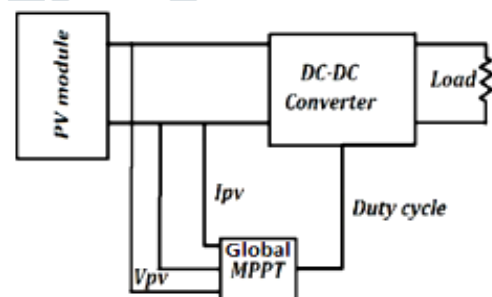 PV module
DC-DC
Converter
Load
Ipv
Duty cycle
Global
MPPT
Vpv